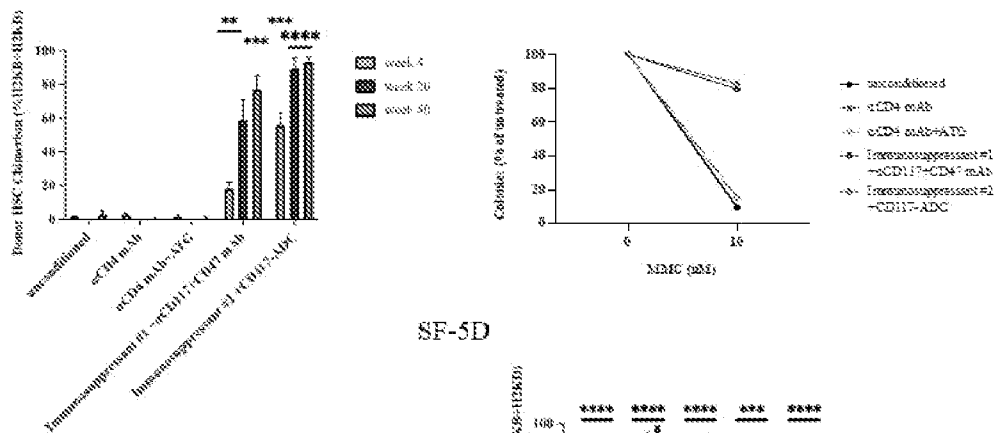 ** *** *** ****
Donor HSC Chimerism (%H2KB+H2KB)
100
80
60
40
20
0
unconditioned
αCD4 mAb
αCD4 mAb+ATG
Immunosuppressant #1 +αCD117+CD47 mAb
Immunosuppressant #1 +CD117-ADC
week 4
week 20
Colonies (% of untreated)
100
80
60
40
20
0
0 10
MMC (nM)
unconditioned
αCD4 mAb
αCD4 mAb+ATG
Immunosuppressant #1
+αCD117+CD47 mAb
Immunosuppressant #1
+CD117-ADC
SF-5D
KB+H2KB)
100
**** **** **** *** ****